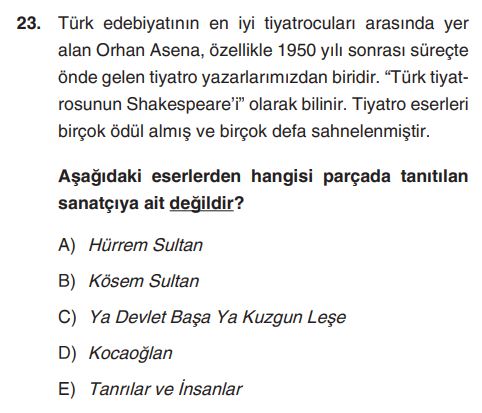 23. Türk edebiyatının en iyi tiyatrocuları arasında yer
alan Orhan Asena, özellikle 1950 yılı sonrası süreçte
önde gelen tiyatro yazarlarımızdan biridir. “Türk tiyat-
rosunun Shakespeare’i” olarak bilinir. Tiyatro eserleri
birçok ödül almış ve birçok defa sahnelenmiştir.
Aşağıdaki eserlerden hangisi parçada tanıtılan
sanatçıya ait değildir?
A) Hürrem Sultan
B) Kösem Sultan
C) Ya Devlet Başa Ya Kuzgun Leşe
D) Kocaoğlan
E) Tanrılar ve İnsanlar